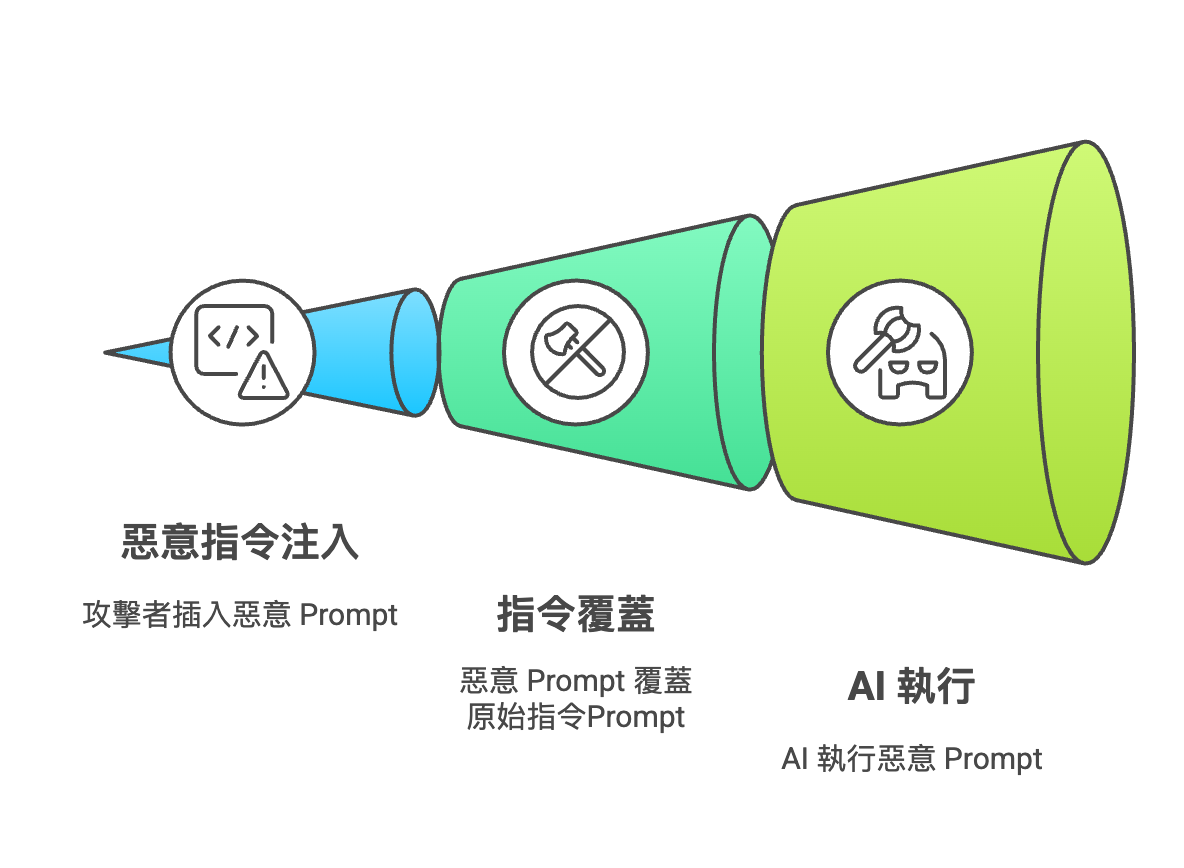 惡意指令注入
攻擊者插入惡意 Prompt
指令覆蓋
惡意 Prompt 覆蓋
原始指令Prompt
AI 執行
AI 執行惡意 Prompt